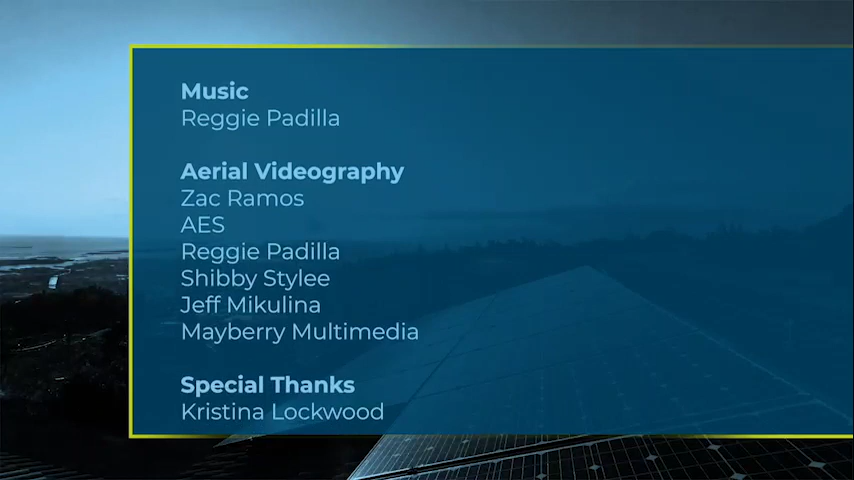 Music
Reggie Padilla
Aerial Videography
Zac Ramos
AES
Reggie Padilla
Shibby Stylee
Jeff Mikulina
Mayberry Multimedia
Special Thanks
Kristina Lockwood